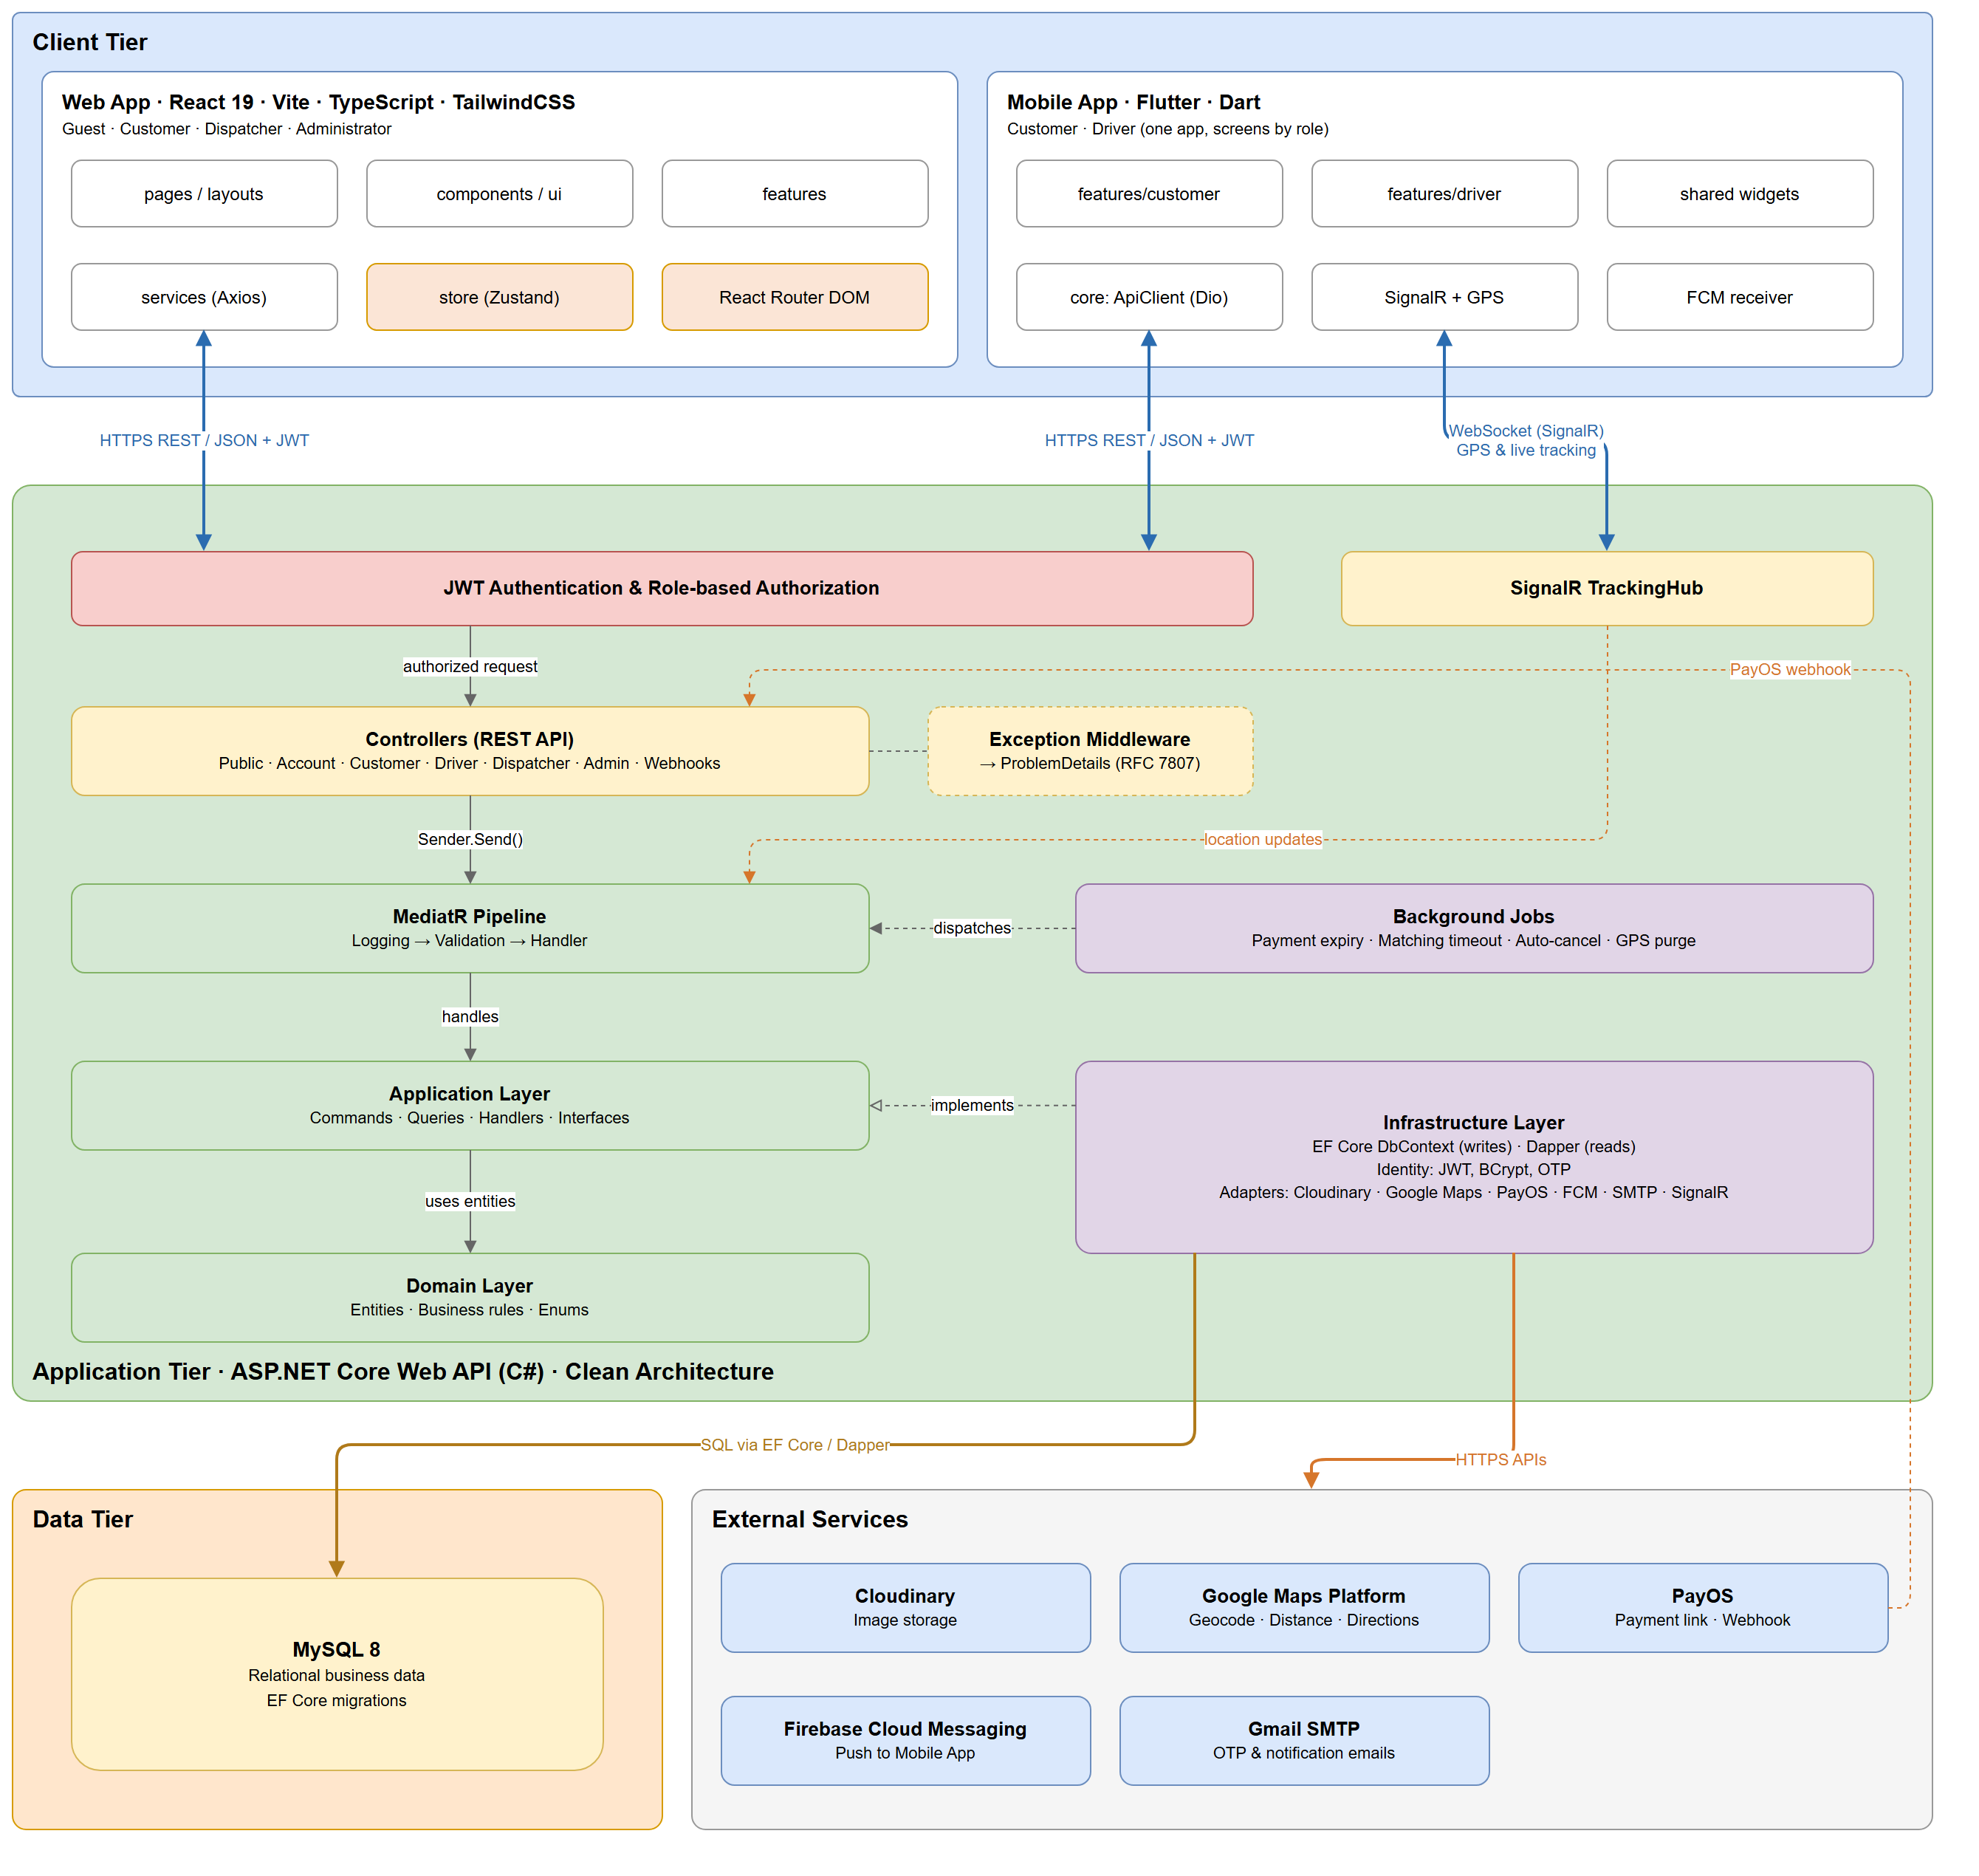 Client Tier
Web App · React 19 · Vite · TypeScript · TailwindCSS
Guest · Customer · Dispatcher · Administrator
pages / layouts
components / ui
features
services (Axios)
store (Zustand)
React Router DOM
Mobile App · Flutter · Dart
Customer · Driver (one app, screens by role)
features/customer
features/driver
shared widgets
core: ApiClient (Dio)
SignalR + GPS
FCM receiver
HTTPS REST / JSON + JWT
HTTPS REST / JSON + JWT
WebSocket (SignalR)
GPS & live tracking
JWT Authentication & Role-based Authorization
SignalR TrackingHub
authorized request
PayOS webhook
Controllers (REST API)
Public · Account · Customer · Driver · Dispatcher · Admin · Webhooks
Exception Middleware
→ ProblemDetails (RFC 7807)
Sender.Send()
location updates
MediatR Pipeline
Logging → Validation → Handler
dispatches
Background Jobs
Payment expiry · Matching timeout · Auto-cancel · GPS purge
handles
Application Layer
Commands · Queries · Handlers · Interfaces
implements
Infrastructure Layer
EF Core DbContext (writes) · Dapper (reads)
Identity: JWT, BCrypt, OTP
Adapters: Cloudinary · Google Maps · PayOS · FCM · SMTP · SignalR
uses entities
Domain Layer
Entities · Business rules · Enums
Application Tier · ASP.NET Core Web API (C#) · Clean Architecture
SQL via EF Core / Dapper
HTTPS APIs
Data Tier
MySQL 8
Relational business data
EF Core migrations
External Services
Cloudinary
Image storage
Google Maps Platform
Geocode · Distance · Directions
PayOS
Payment link · Webhook
Firebase Cloud Messaging
Push to Mobile App
Gmail SMTP
OTP & notification emails